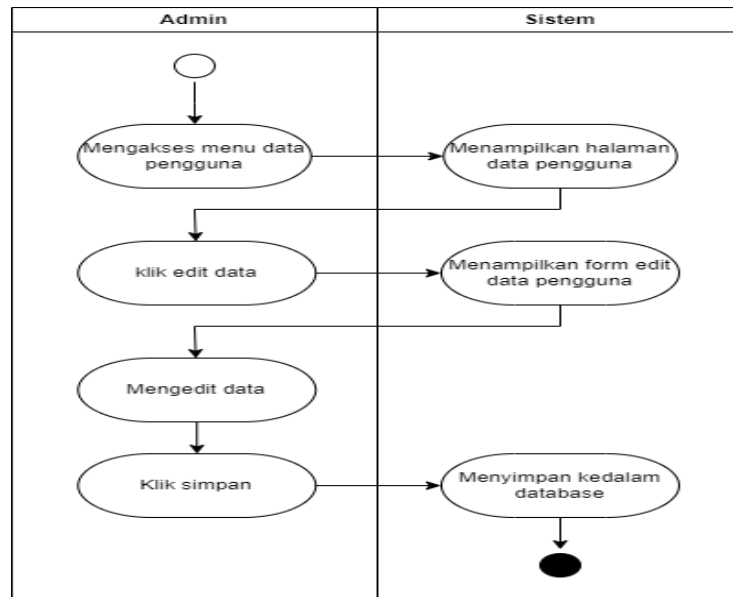 Admin
Sistem
Mengakses menu data
pengguna
Menampilkan halaman
data pengguna
klik edit data
Menampilkan form edit
data pengguna
Mengedit data
Klik simpan
Menyimpan kedalam
database